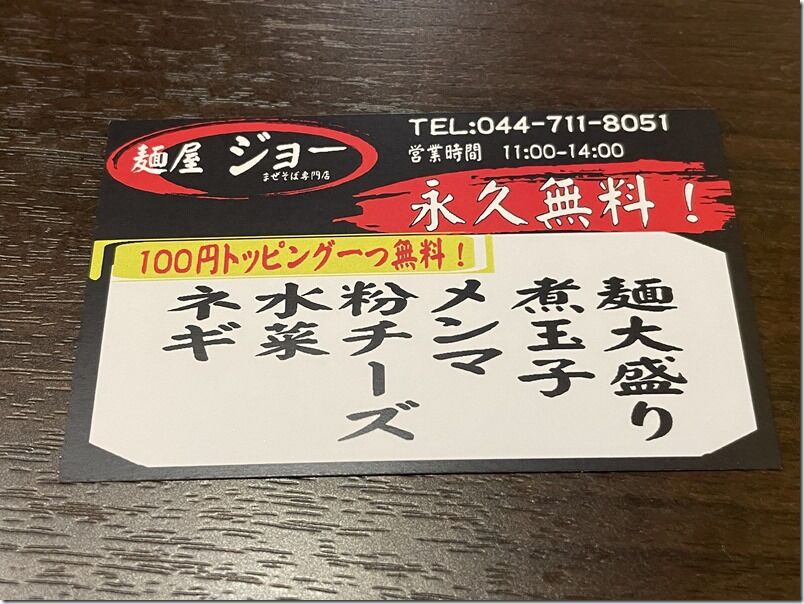 麺屋 ジョー
まぜそば専門店
TEL:044-711-8051
営業時間 11:00-14:00
永久無料！
100円トッピング一つ無料！
麺大盛り
煮玉子
メンマ
粉チーズ
水菜
ネギ